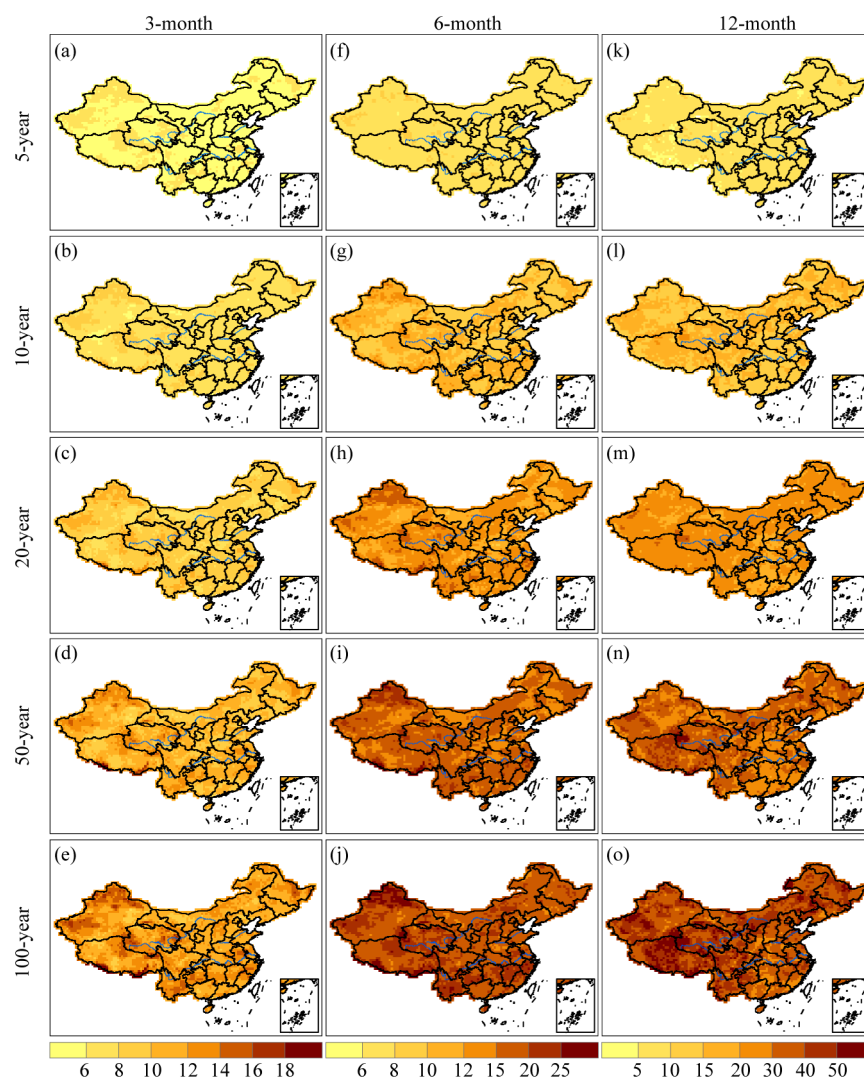 3-month 6-month 12-month
(a) (f) (k)
5-year
(b) (g) (l)
10-year
(c) (h) (m)
20-year
(d) (i) (n)
50-year
(e) (j) (o)
100-year
6 8 10 12 14 16 18 6 8 10 12 15 20 25 5 10 15 20 30 40 50